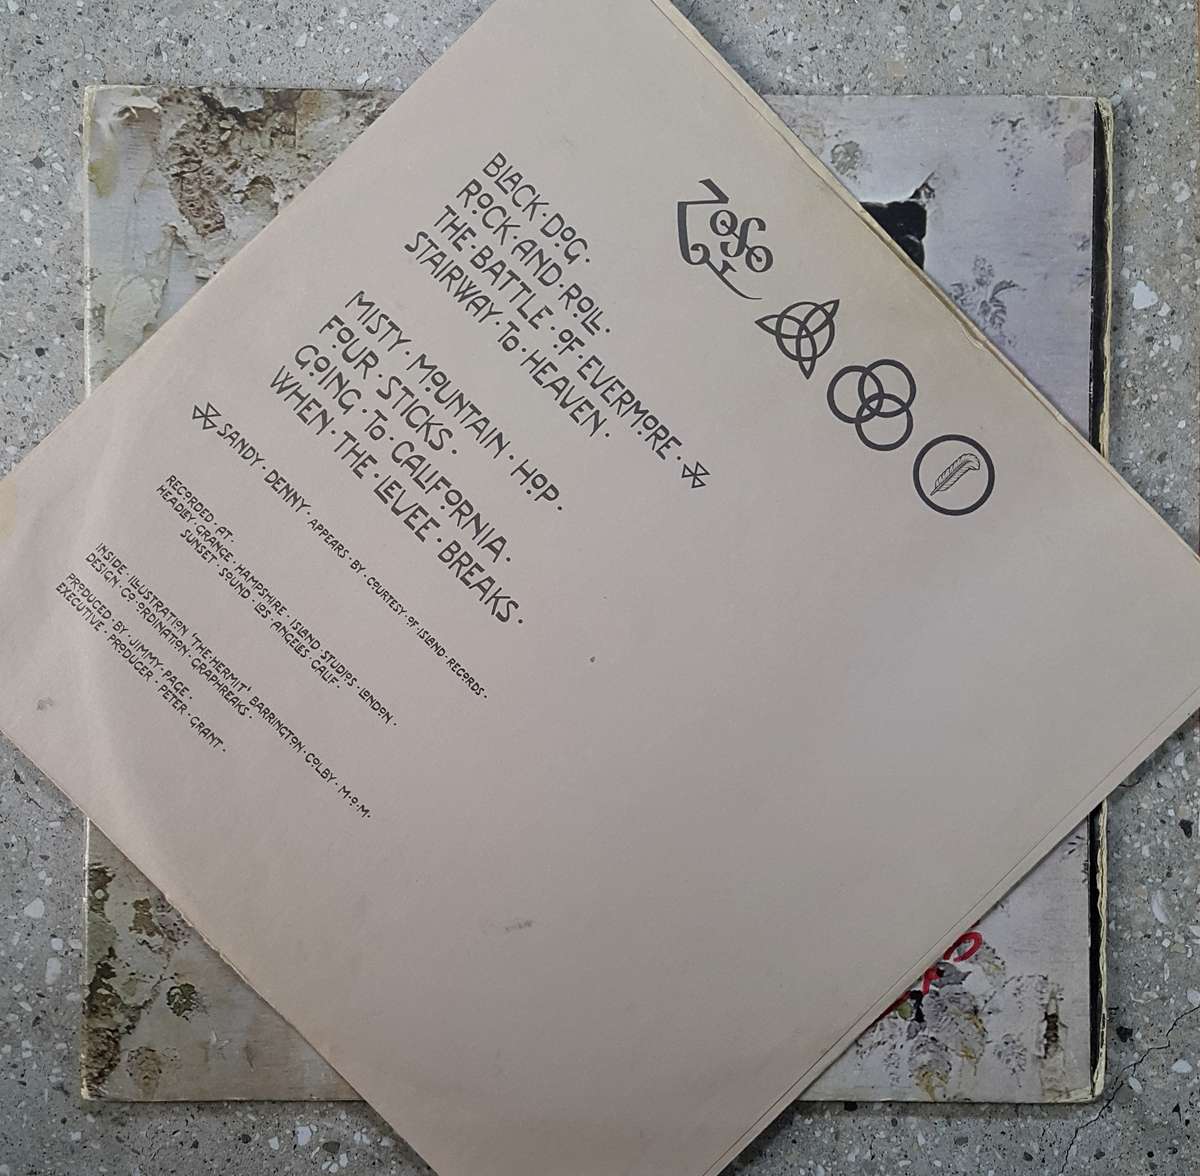 ZOSO
BLACK·DOG·
ROCK·AND·ROLL·
THE·BATTLE·OF·EVERMORE·
STAIRWAY·TO·HEAVEN·
MISTY·MOUNTAIN·HOP·
FOUR·STICKS·
GOING·TO·CALIFORNIA·
WHEN·THE·LEVEE·BREAKS·
SANDY·DENNY·APPEARS·BY·COURTESY·OF·ISLAND·RECORDS·
RECORDED·AT·
HEADLEY·GRANGE·HAMPSHIRE·ISLAND·STUDIOS·LONDON·
SUNSET·SOUND·LOS ANGELES·CALIF·
INSIDE·ILLUSTRATION 'THE·HERMIT' BARRINGTON·COLBY·M·O·M·
DESIGN·CO·ORDINATION·GRAPHREAKS·
PRODUCED·BY·JIMMY·PAGE·
EXECUTIVE·PRODUCER·PETER·GRANT·